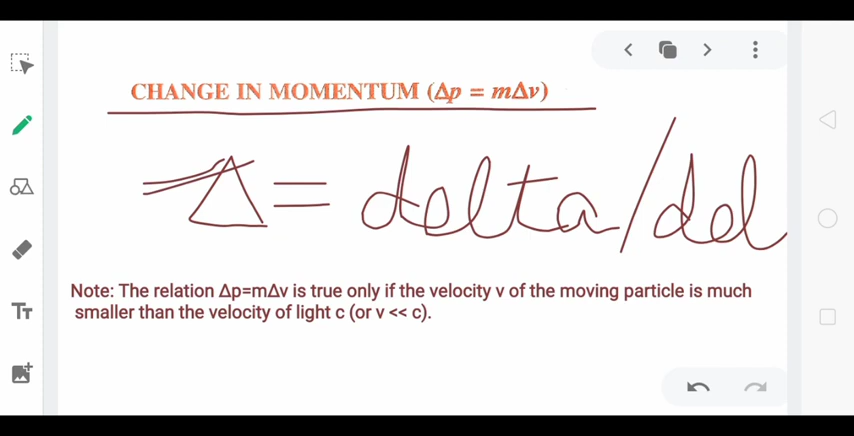 CHANGE IN MOMENTUM (Δp = mΔv)
Δ = delta/del
Note: The relation Δp=mΔv is true only if the velocity v of the moving particle is much
smaller than the velocity of light c (or v << c).
TT